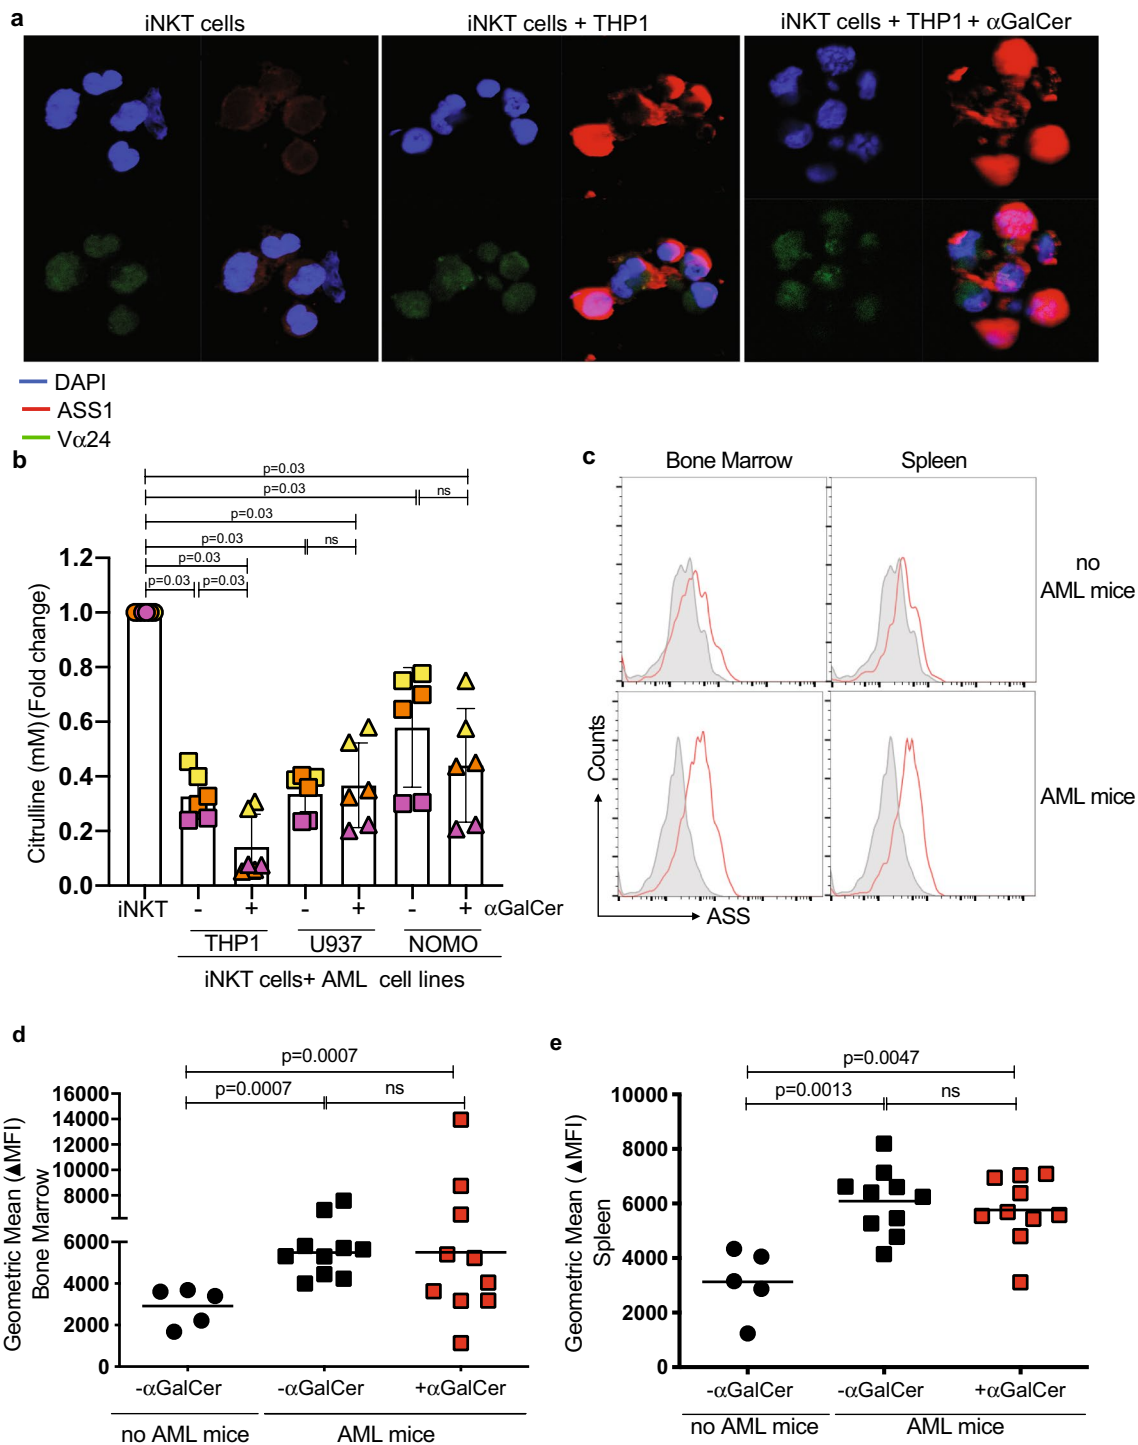 a
iNKT cells
iNKT cells + THP1
iNKT cells + THP1 + αGalCer
DAPI
ASS1
Vα24
b
p=0.03
p=0.03
ns
p=0.03
p=0.03
ns
p=0.03
p=0.03
p=0.03
Citrulline (mM) (Fold change)
1.2
1.0
0.8
0.6
0.4
0.2
0.0
iNKT
-
+
-
+
-
+
αGalCer
THP1
U937
NOMO
iNKT cells+ AML cell lines
c
Bone Marrow
Spleen
no
AML mice
AML mice
Counts
ASS
d
p=0.0007
p=0.0007
ns
Geometric Mean (▲MFI)
Bone Marrow
16000
14000
12000
10000
8000
6000
4000
2000
0
-αGalCer
-αGalCer
+αGalCer
no AML mice
AML mice
e
p=0.0047
p=0.0013
ns
Geometric Mean (▲MFI)
Spleen
10000
8000
6000
4000
2000
0
-αGalCer
-αGalCer
+αGalCer
no AML mice
AML mice